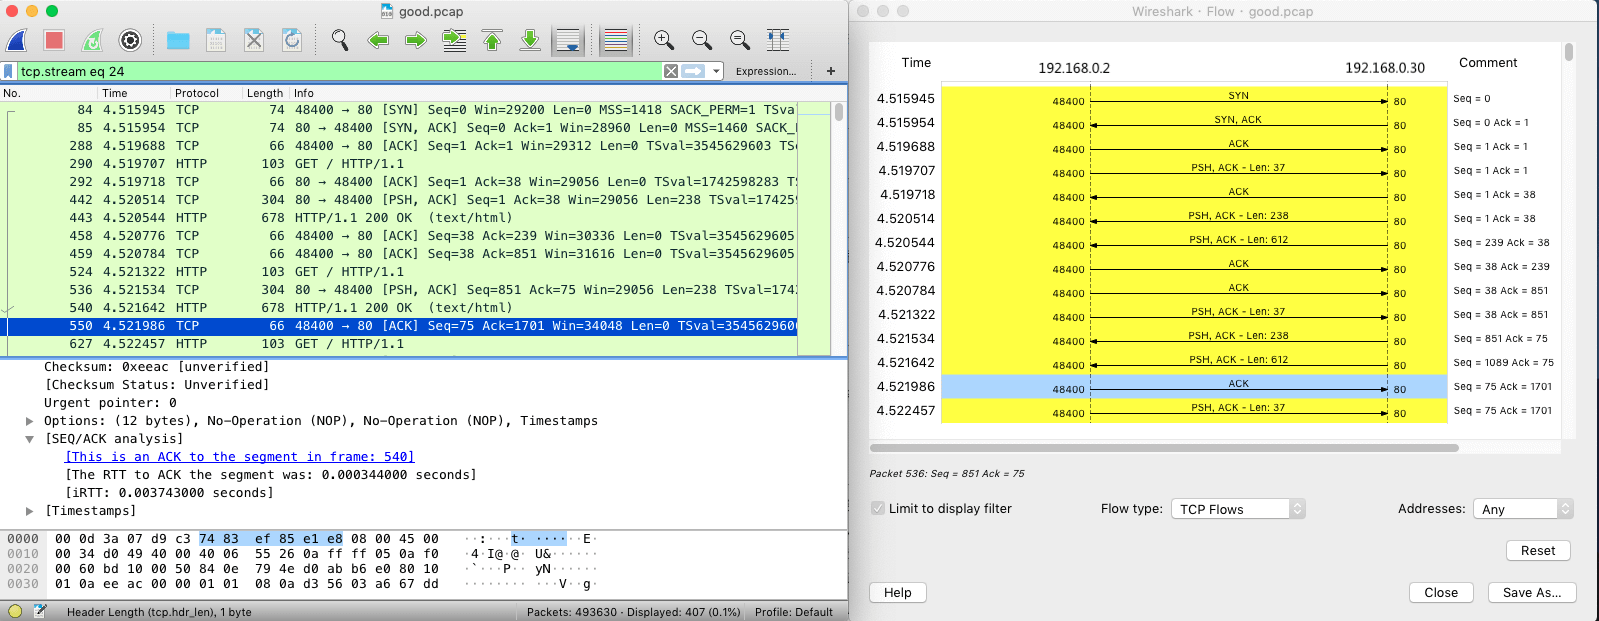 good.pcap
tcp.stream eq 24
Expression...
+
No. Time Protocol Length Info
84 4.515945 TCP 74 48400 → 80 [SYN] Seq=0 Win=29200 Len=0 MSS=1418 SACK_PERM=1 TSva
85 4.515954 TCP 74 80 → 48400 [SYN, ACK] Seq=0 Ack=1 Win=28960 Len=0 MSS=1460 SACK_
288 4.519688 TCP 66 48400 → 80 [ACK] Seq=1 Ack=1 Win=29312 Len=0 TSval=3545629603 TS
290 4.519707 HTTP 103 GET / HTTP/1.1
292 4.519718 TCP 66 80 → 48400 [ACK] Seq=1 Ack=38 Win=29056 Len=0 TSval=1742598283 T
442 4.520514 TCP 304 80 → 48400 [PSH, ACK] Seq=1 Ack=38 Win=29056 Len=238 TSval=17425
443 4.520544 HTTP 678 HTTP/1.1 200 OK (text/html)
458 4.520776 TCP 66 48400 → 80 [ACK] Seq=38 Ack=239 Win=30336 Len=0 TSval=3545629605
459 4.520784 TCP 66 48400 → 80 [ACK] Seq=38 Ack=851 Win=31616 Len=0 TSval=3545629605
524 4.521322 HTTP 103 GET / HTTP/1.1
536 4.521534 TCP 304 80 → 48400 [PSH, ACK] Seq=851 Ack=75 Win=29056 Len=238 TSval=174
540 4.521642 HTTP 678 HTTP/1.1 200 OK (text/html)
550 4.521986 TCP 66 48400 → 80 [ACK] Seq=75 Ack=1701 Win=34048 Len=0 TSval=354562960
627 4.522457 HTTP 103 GET / HTTP/1.1
Checksum: 0xeeac [unverified]
[Checksum Status: Unverified]
Urgent pointer: 0
Options: (12 bytes), No-Operation (NOP), No-Operation (NOP), Timestamps
[SEQ/ACK analysis]
[This is an ACK to the segment in frame: 540]
[The RTT to ACK the segment was: 0.000344000 seconds]
[iRTT: 0.003743000 seconds]
[Timestamps]
0000 00 0d 3a 07 d9 c3 74 83 ef 85 e1 e8 08 00 45 00 ··:···t· ······E·
0010 00 34 d0 49 40 00 40 06 55 26 0a ff ff 05 0a f0 ·4·I@·@· U&······
0020 00 60 bd 10 00 50 84 0e 79 4e d0 ab b6 e0 80 10 ·`···P·· yN······
0030 01 0a ee ac 00 00 01 01 08 0a d3 56 03 a6 67 dd ········ ···V··g·
Header Length (tcp.hdr_len), 1 byte
Packets: 493630 · Displayed: 407 (0.1%)
Profile: Default
Wireshark · Flow · good.pcap
Time 192.168.0.2 192.168.0.30 Comment
4.515945 48400 SYN 80 Seq = 0
4.515954 48400 SYN, ACK 80 Seq = 0 Ack = 1
4.519688 48400 ACK 80 Seq = 1 Ack = 1
4.519707 48400 PSH, ACK - Len: 37 80 Seq = 1 Ack = 1
4.519718 48400 ACK 80 Seq = 1 Ack = 38
4.520514 48400 PSH, ACK - Len: 238 80 Seq = 1 Ack = 38
4.520544 48400 PSH, ACK - Len: 612 80 Seq = 239 Ack = 38
4.520776 48400 ACK 80 Seq = 38 Ack = 239
4.520784 48400 ACK 80 Seq = 38 Ack = 851
4.521322 48400 PSH, ACK - Len: 37 80 Seq = 38 Ack = 851
4.521534 48400 PSH, ACK - Len: 238 80 Seq = 851 Ack = 75
4.521642 48400 PSH, ACK - Len: 612 80 Seq = 1089 Ack = 75
4.521986 48400 ACK 80 Seq = 75 Ack = 1701
4.522457 48400 PSH, ACK - Len: 37 80 Seq = 75 Ack = 1701
Packet 536: Seq = 851 Ack = 75
Limit to display filter
Flow type: TCP Flows
Addresses: Any
Reset
Help
Close
Save As...